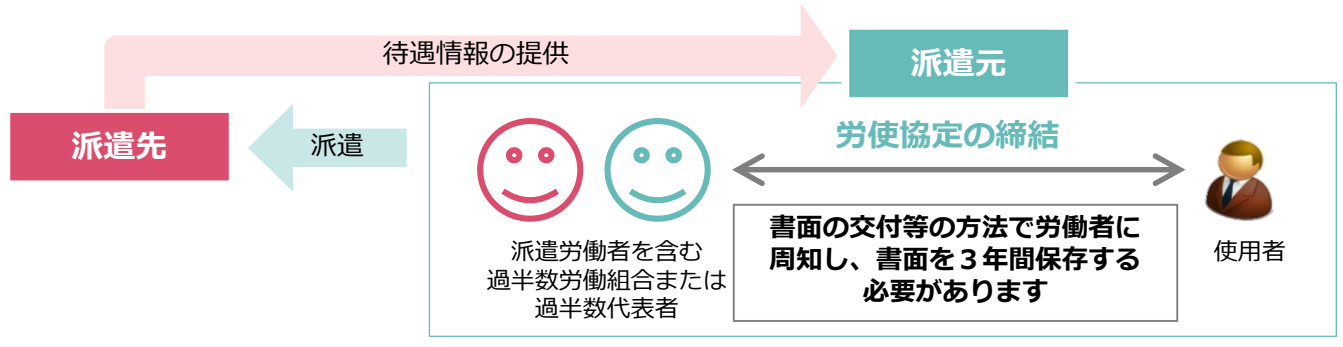 待遇情報の提供
派遣元
派遣先
派遣
労使協定の締結
書面の交付等の方法で労働者に
周知し、書面を３年間保存する
必要があります
派遣労働者を含む
過半数労働組合または
過半数代表者
使用者